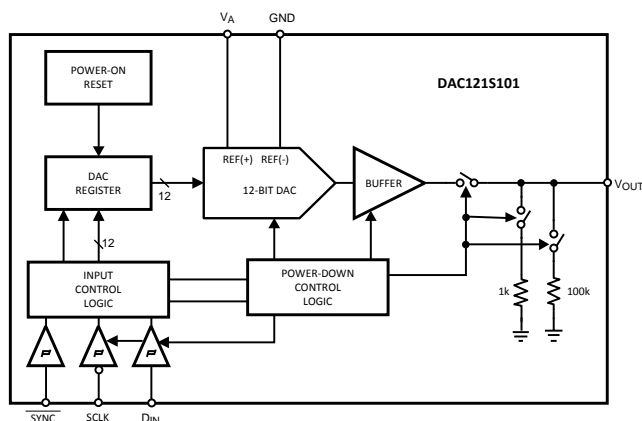 VA GND
POWER-ON
RESET
DAC121S101
REF(+) REF(-)
DAC
REGISTER
12
12-BIT DAC
BUFFER
VOUT
12
INPUT
CONTROL
LOGIC
POWER-DOWN
CONTROL
LOGIC
1k
100k
SYNC SCLK DIN